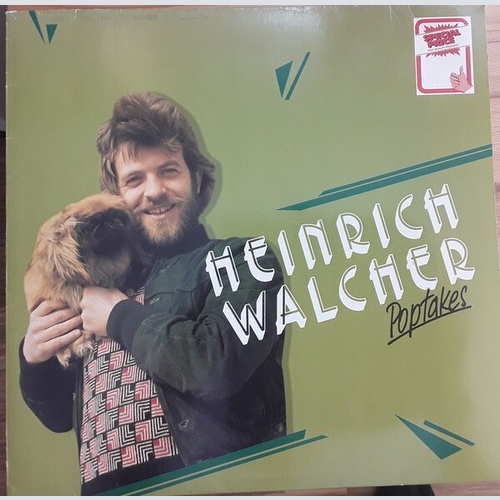 SPECIAL
PRICE
HEINRICH
WALCHER
Poptakes